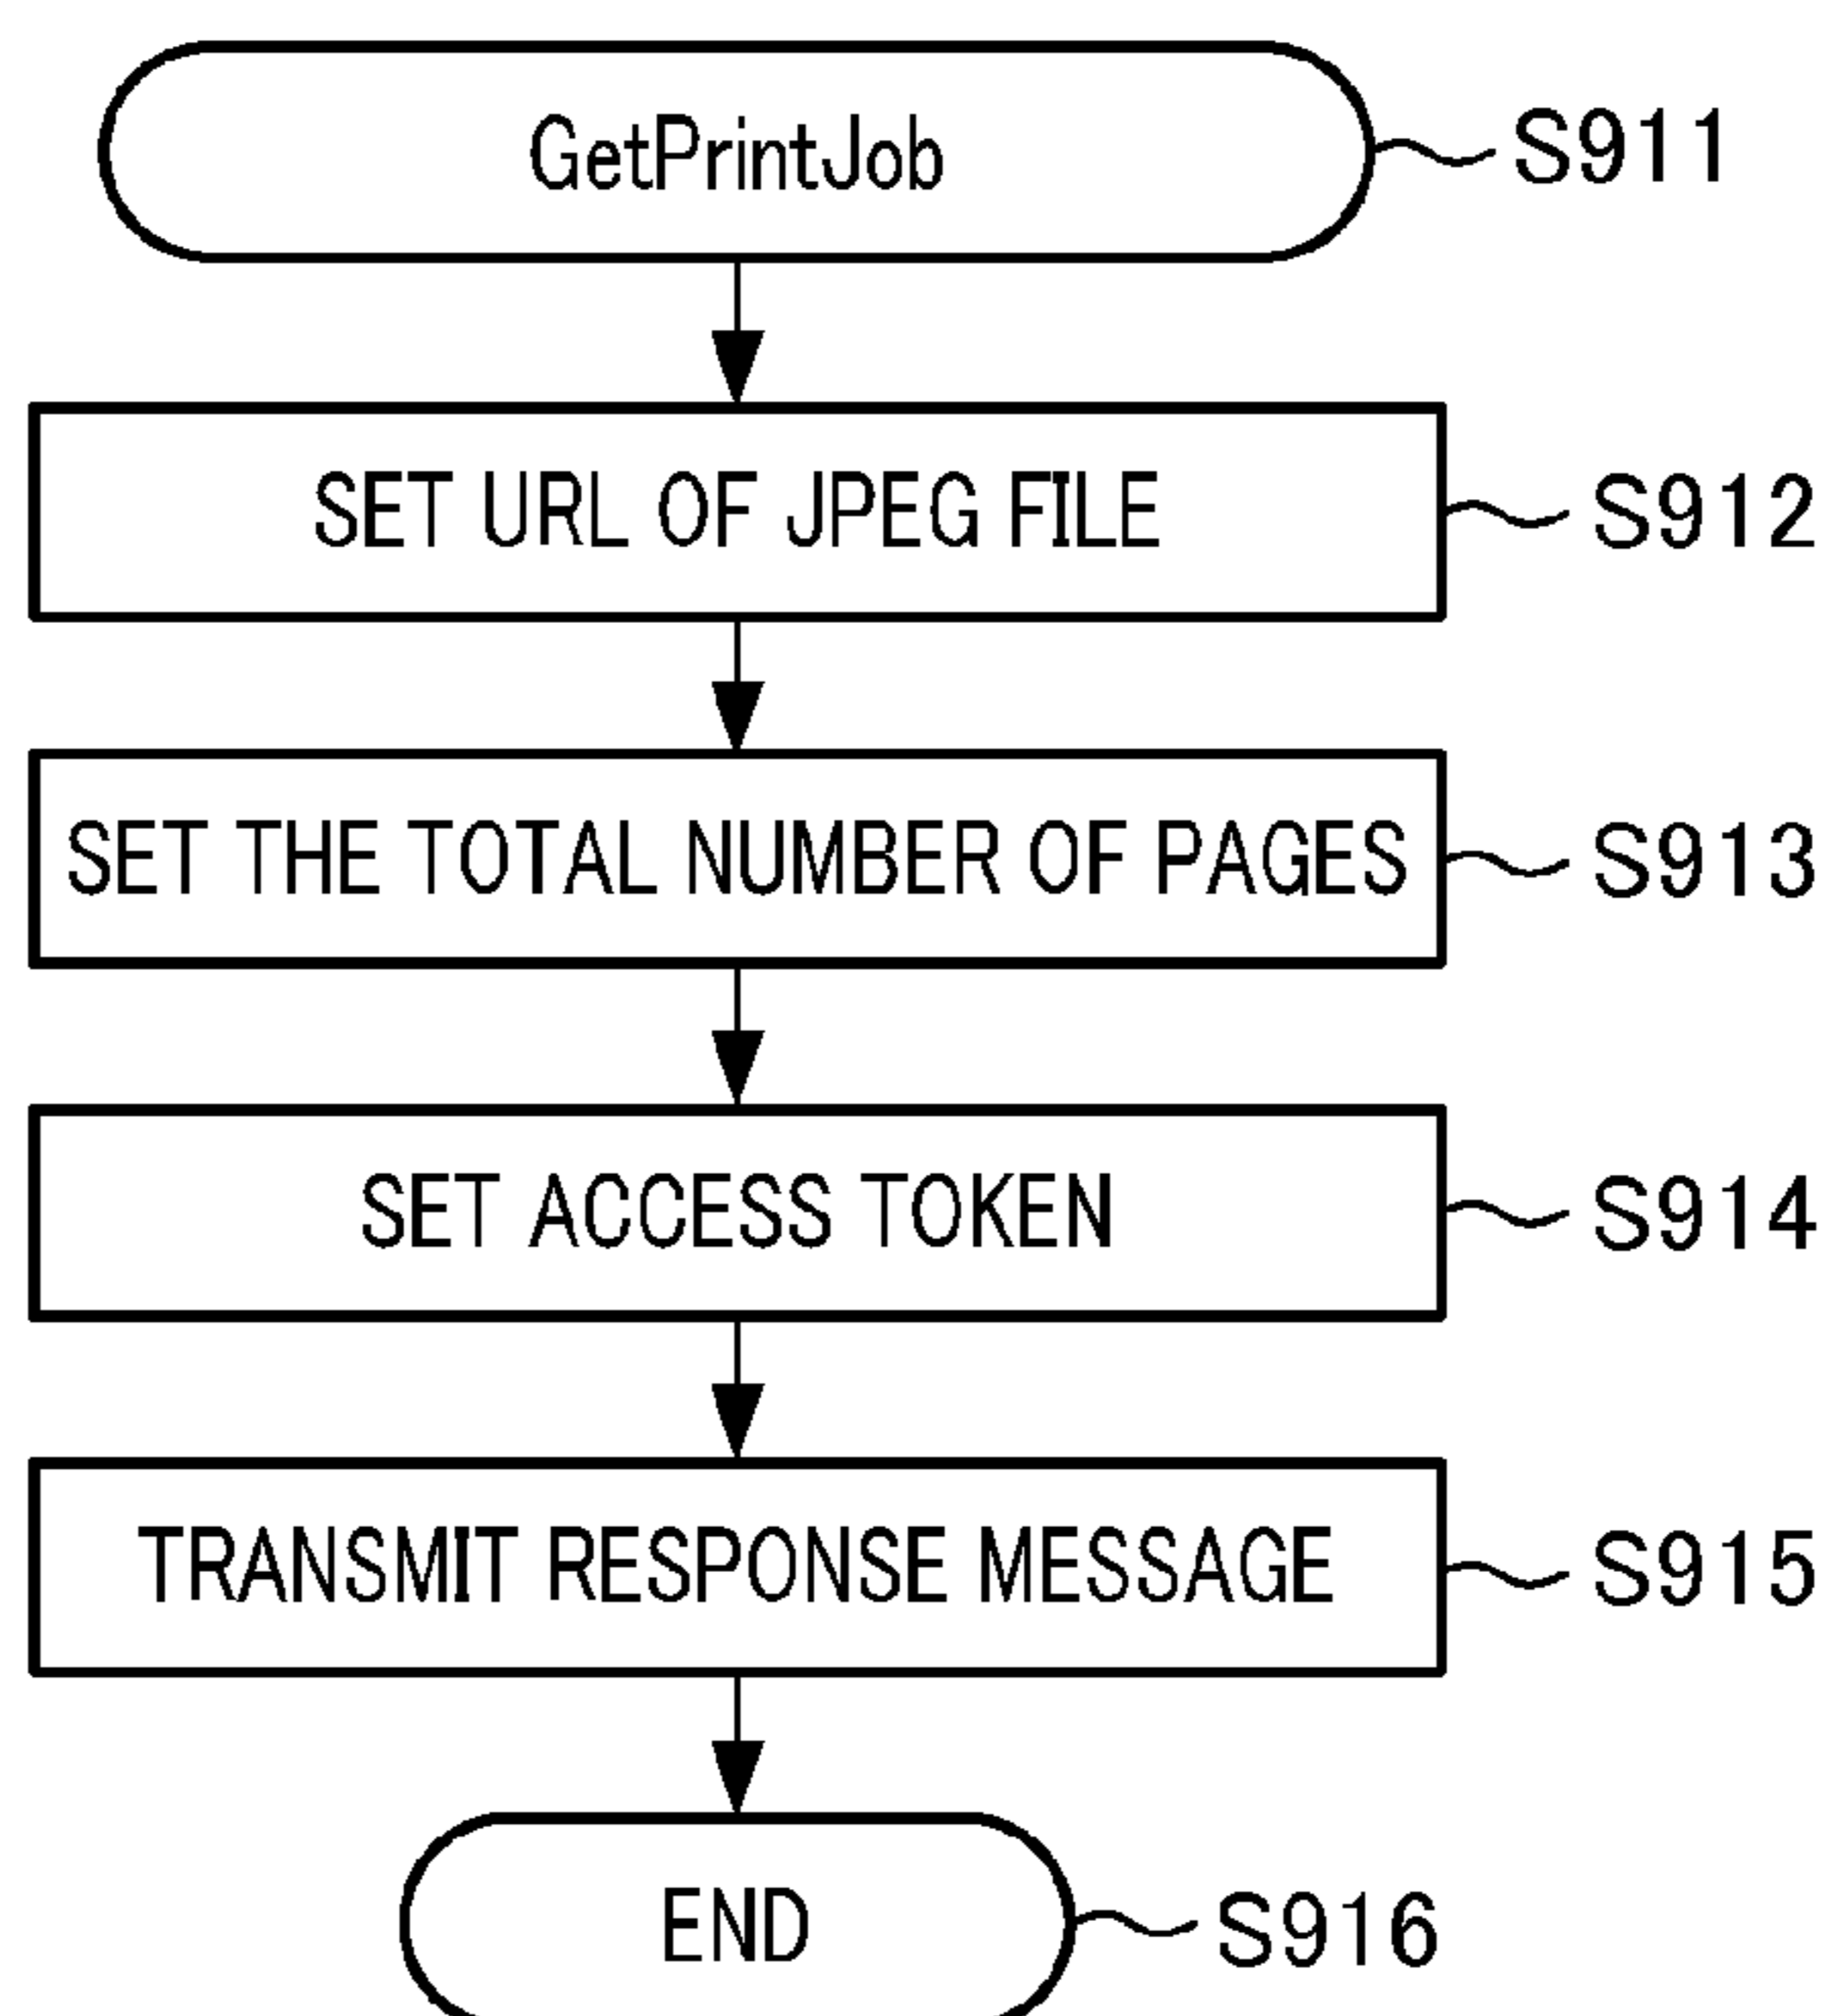 GetPrintJob S911
SET URL OF JPEG FILE S912
SET THE TOTAL NUMBER OF PAGES S913
SET ACCESS TOKEN S914
TRANSMIT RESPONSE MESSAGE S915
END S916